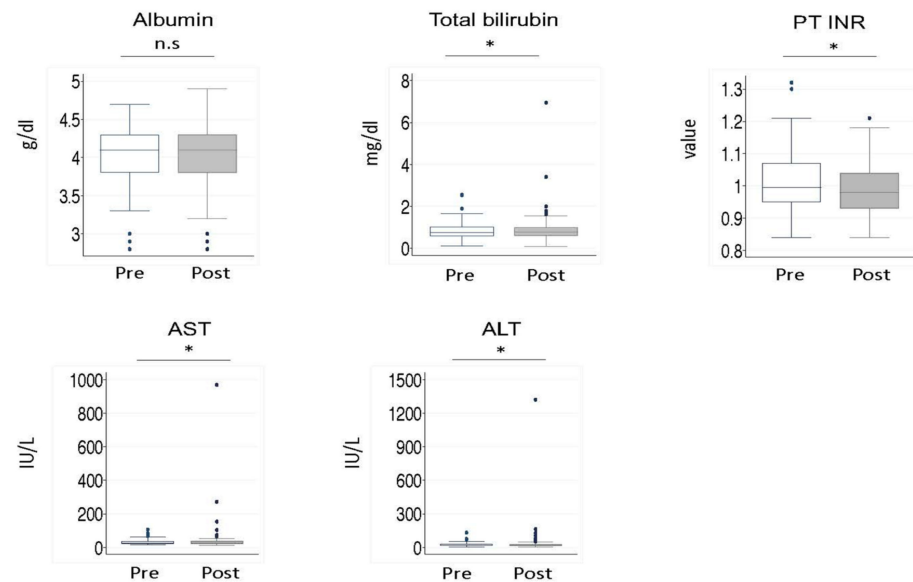 Albumin
n.s
g/dl
5
4.5
4
3.5
3
Pre Post
Total bilirubin
*
mg/dl
8
6
4
2
0
Pre Post
PT INR
*
value
1.3
1.2
1.1
1
0.9
0.8
Pre Post
AST
*
IU/L
1000
800
600
400
200
0
Pre Post
ALT
*
IU/L
1500
1200
900
600
300
0
Pre Post